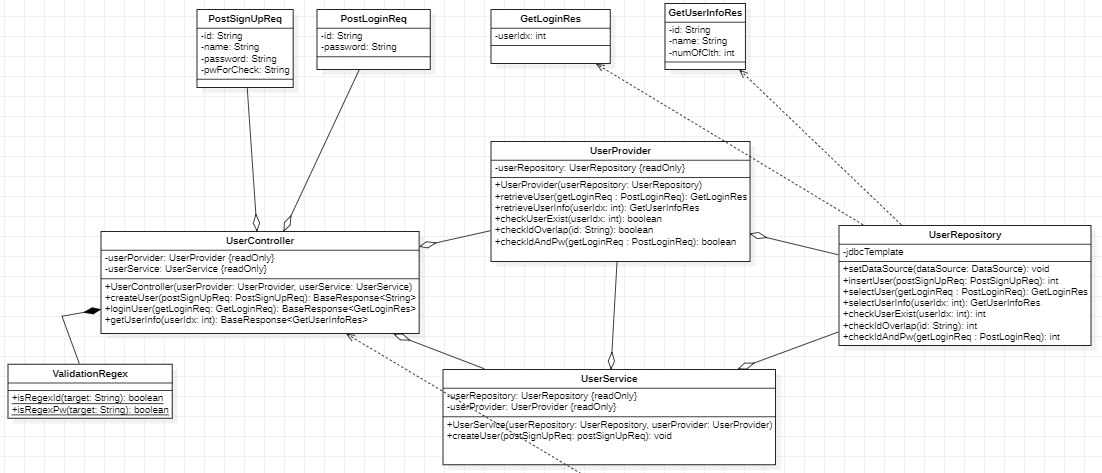 PostSignUpReq
-id: String
-name: String
-password: String
-pwForCheck: String
PostLoginReq
-id: String
-password: String
GetLoginRes
-userIdx: int
GetUserInfoRes
-id: String
-name: String
-numOfClth: int
UserProvider
-userRepository: UserRepository {readOnly}
+UserProvider(userRepository: UserRepository)
+retrieveUser(getLoginReq : PostLoginReq): GetLoginRes
+retrieveUserInfo(userIdx: int): GetUserInfoRes
+checkUserExist(userIdx: int): boolean
+checkIdOverlap(id: String): boolean
+checkIdAndPw(getLoginReq : PostLoginReq): boolean
UserController
-userPorvider: UserProvider {readOnly}
-userService: UserService {readOnly}
+UserController(userProvider: UserProvider, userService: UserService)
+createUser(postSignUpReq: PostSignUpReq): BaseResponse<String>
+loginUser(getLoginReq: GetLoginReq): BaseResponse<GetLoginRes>
+getUserInfo(userIdx: int): BaseResponse<GetUserInfoRes>
UserRepository
-jdbcTemplate
+setDataSource(dataSource: DataSource): void
+insertUser(postSignUpReq: PostSignUpReq): int
+selectUser(getLoginReq : PostLoginReq): GetLoginRes
+selectUserInfo(userIdx: int): GetUserInfoRes
+checkUserExist(userIdx: int): int
+checkIdOverlap(id: String): int
+checkIdAndPw(getLoginReq : PostLoginReq): int
ValidationRegex
+isRegexId(target: String): boolean
+isRegexPw(target: String): boolean
UserService
-userRepository: UserRepository {readOnly}
-userProvider: UserProvider {readOnly}
+UserService(userRepository: UserRepository, userProvider: UserProvider)
+createUser(postSignUpReq: postSignUpReq): void